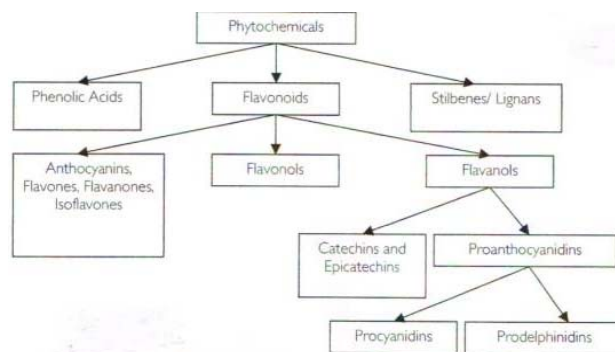 Phytochemicals
Phenolic Acids
Flavonoids
Stilbenes/ Lignans
Anthocyanins,
Flavones, Flavanones,
Isoflavones
Flavonols
Flavanols
Catechins and
Epicatechins
Proanthocyanidins
Procyanidins
Prodelphinidins